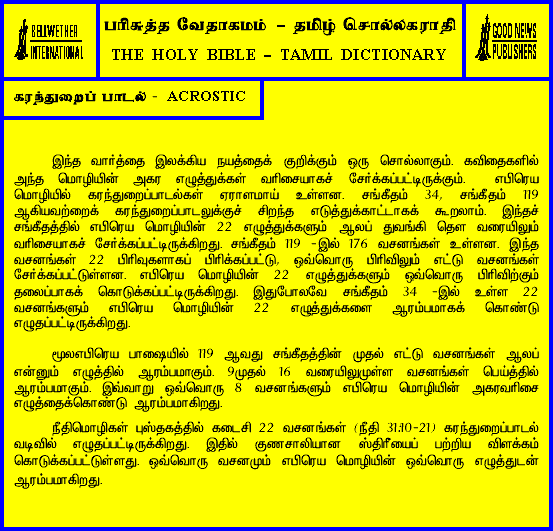 BELLWETHER
INTERNATIONAL
பரிசுத்த வேதாகமம் – தமிழ் சொல்லகராதி
THE HOLY BIBLE – TAMIL DICTIONARY
GOOD NEWS
PUBLISHERS
கரந்துறைப் பாடல் - ACROSTIC
இந்த வார்த்தை இலக்கிய நயத்தைக் குறிக்கும் ஒரு சொல்லாகும். கவிதைகளில்
அந்த மொழியின் அகர எழுத்துக்கள் வரிசையாகச் சேர்க்கப்பட்டிருக்கும். எபிரெய
மொழியில் கரந்துறைப்பாடல்கள் ஏராளமாய் உள்ளன. சங்கீதம் 34, சங்கீதம் 119
ஆகியவற்றைக் கரந்துறைப்பாடலுக்குச் சிறந்த எடுத்துக்காட்டாகக் கூறலாம். இந்தச்
சங்கீதத்தில் எபிரெய மொழியின் 22 எழுத்துக்களும் ஆலப் துவங்கி தௌ வரையிலும்
வரிசையாகச் சேர்க்கப்பட்டிருக்கிறது. சங்கீதம் 119 -இல் 176 வசனங்கள் உள்ளன. இந்த
வசனங்கள் 22 பிரிவுகளாகப் பிரிக்கப்பட்டு, ஒவ்வொரு பிரிவிலும் எட்டு வசனங்கள்
சேர்க்கப்பட்டுள்ளன. எபிரெய மொழியின் 22 எழுத்துக்களும் ஒவ்வொரு பிரிவிற்கும்
தலைப்பாகக் கொடுக்கப்பட்டிருக்கிறது. இதுபோலவே சங்கீதம் 34 -இல் உள்ள 22
வசனங்களும் எபிரெய மொழியின் 22 எழுத்துக்களை ஆரம்பமாகக் கொண்டு
எழுதப்பட்டிருக்கிறது.
மூலஎபிரெய பாஷையில் 119 ஆவது சங்கீதத்தின் முதல் எட்டு வசனங்கள் ஆலப்
என்னும் எழுத்தில் ஆரம்பமாகும். 9முதல் 16 வரையிலுமுள்ள வசனங்கள் பெய்த்தில்
ஆரம்பமாகும். இவ்வாறு ஒவ்வொரு 8 வசனங்களும் எபிரெய மொழியின் அகரவரிசை
எழுத்தைக்கொண்டு ஆரம்பமாகிறது.
நீதிமொழிகள் புஸ்தகத்தில் கடைசி 22 வசனங்கள் (நீதி 31:10-21) கரந்துறைப்பாடல்
வடிவில் எழுதப்பட்டிருக்கிறது. இதில் குணசாலியான ஸ்திரீயைப் பற்றிய விளக்கம்
கொடுக்கப்பட்டுள்ளது. ஒவ்வொரு வசனமும் எபிரெய மொழியின் ஒவ்வொரு எழுத்துடன்
ஆரம்பமாகிறது.